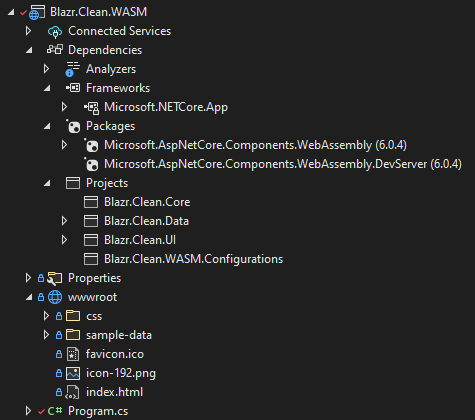 Blazr.Clean.WASM
Connected Services
Dependencies
Analyzers
Frameworks
Microsoft.NETCore.App
Packages
Microsoft.AspNetCore.Components.WebAssembly (6.0.4)
Microsoft.AspNetCore.Components.WebAssembly.DevServer (6.0.4)
Projects
Blazr.Clean.Core
Blazr.Clean.Data
Blazr.Clean.UI
Blazr.Clean.WASM.Configurations
Properties
wwwroot
css
sample-data
favicon.ico
icon-192.png
index.html
C# Program.cs